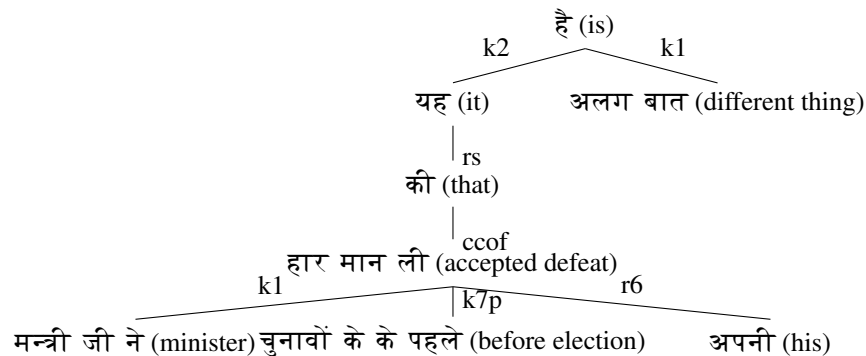 है (is)
k2 k1
यह (it) अलग बात (different thing)
rs
की (that)
ccof
हार मान ली (accepted defeat)
k1 k7p r6
मन्त्री जी ने (minister) चुनावों के के पहले (before election) अपनी (his)